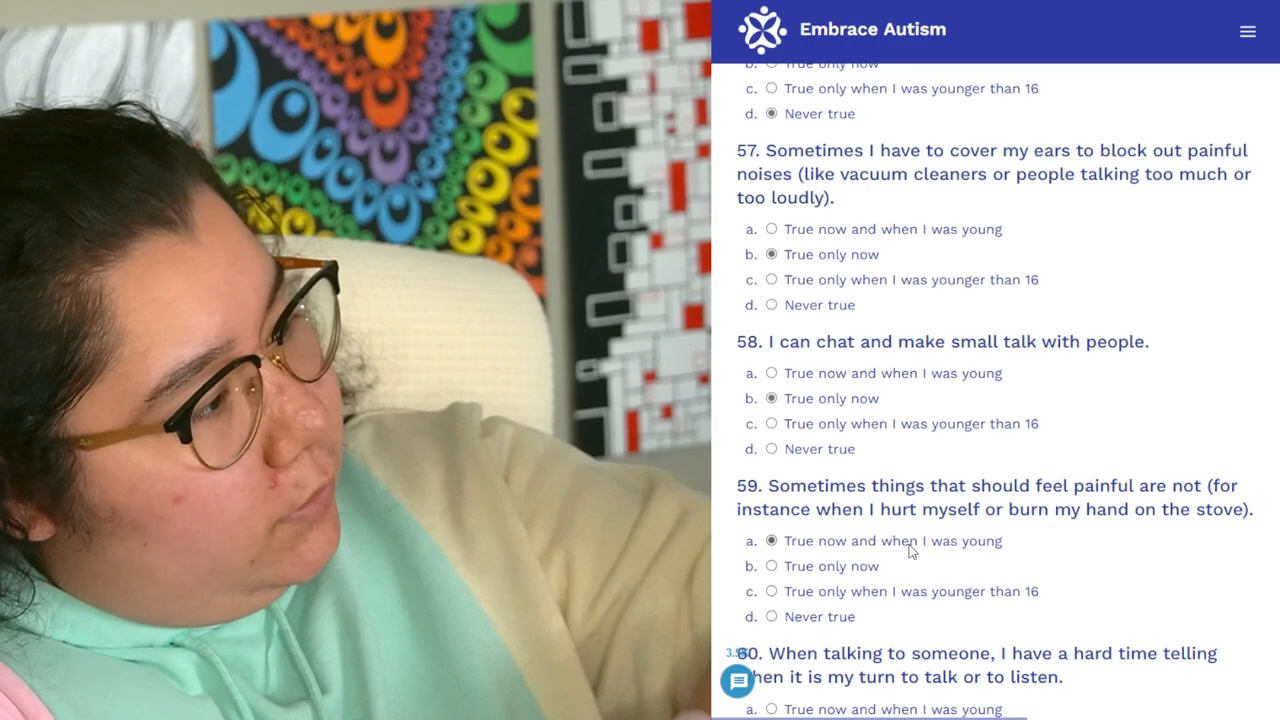 Embrace Autism
b. True only now
c. True only when I was younger than 16
d. Never true
57. Sometimes I have to cover my ears to block out painful
noises (like vacuum cleaners or people talking too much or
too loudly).
a. True now and when I was young
b. True only now
c. True only when I was younger than 16
d. Never true
58. I can chat and make small talk with people.
a. True now and when I was young
b. True only now
c. True only when I was younger than 16
d. Never true
59. Sometimes things that should feel painful are not (for
instance when I hurt myself or burn my hand on the stove).
a. True now and when I was young
b. True only now
c. True only when I was younger than 16
d. Never true
60. When talking to someone, I have a hard time telling
when it is my turn to talk or to listen.
a. True now and when I was young